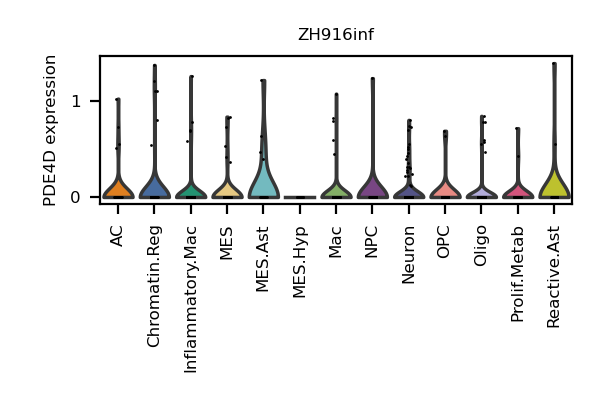 ZH916inf
PDE4D expression
1
0
AC
Chromatin.Reg
Inflammatory.Mac
MES
MES.Ast
MES.Hyp
Mac
NPC
Neuron
OPC
Oligo
Prolif.Metab
Reactive.Ast